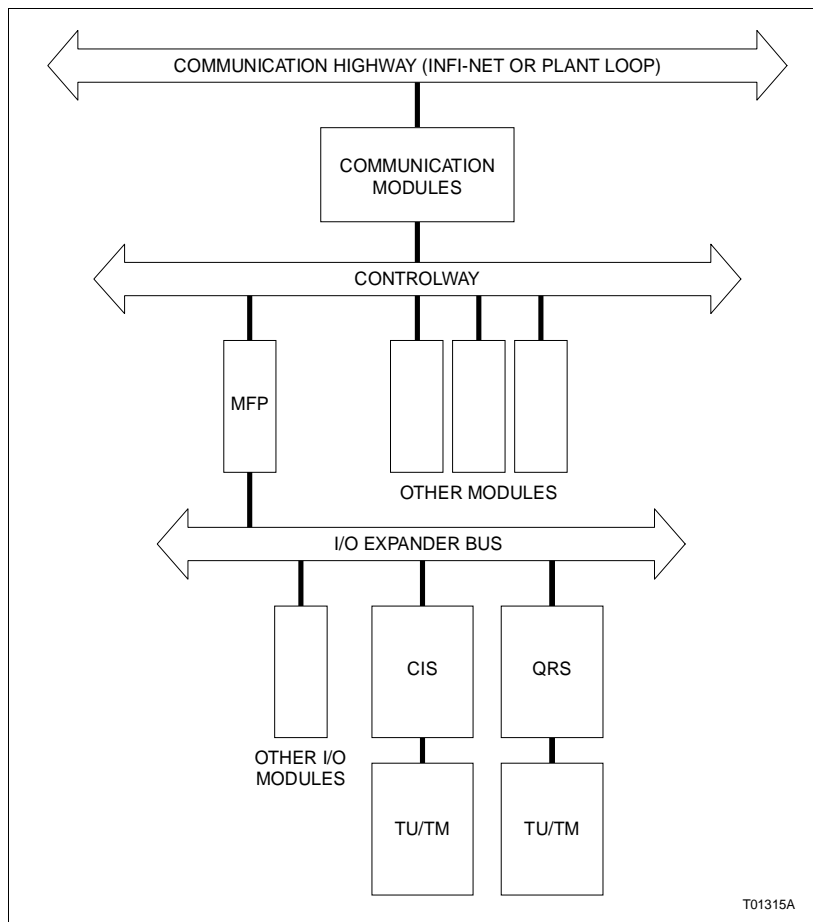 COMMUNICATION HIGHWAY (INFI-NET OR PLANT LOOP)
COMMUNICATION
MODULES
CONTROLWAY
MFP
OTHER MODULES
I/O EXPANDER BUS
CIS
QRS
OTHER I/O
MODULES
TU/TM
TU/TM
T01315A